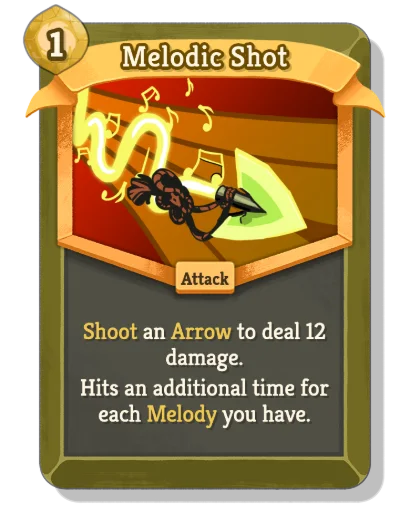 1
Melodic Shot
Attack
Shoot an Arrow to deal 12
damage.
Hits an additional time for
each Melody you have.